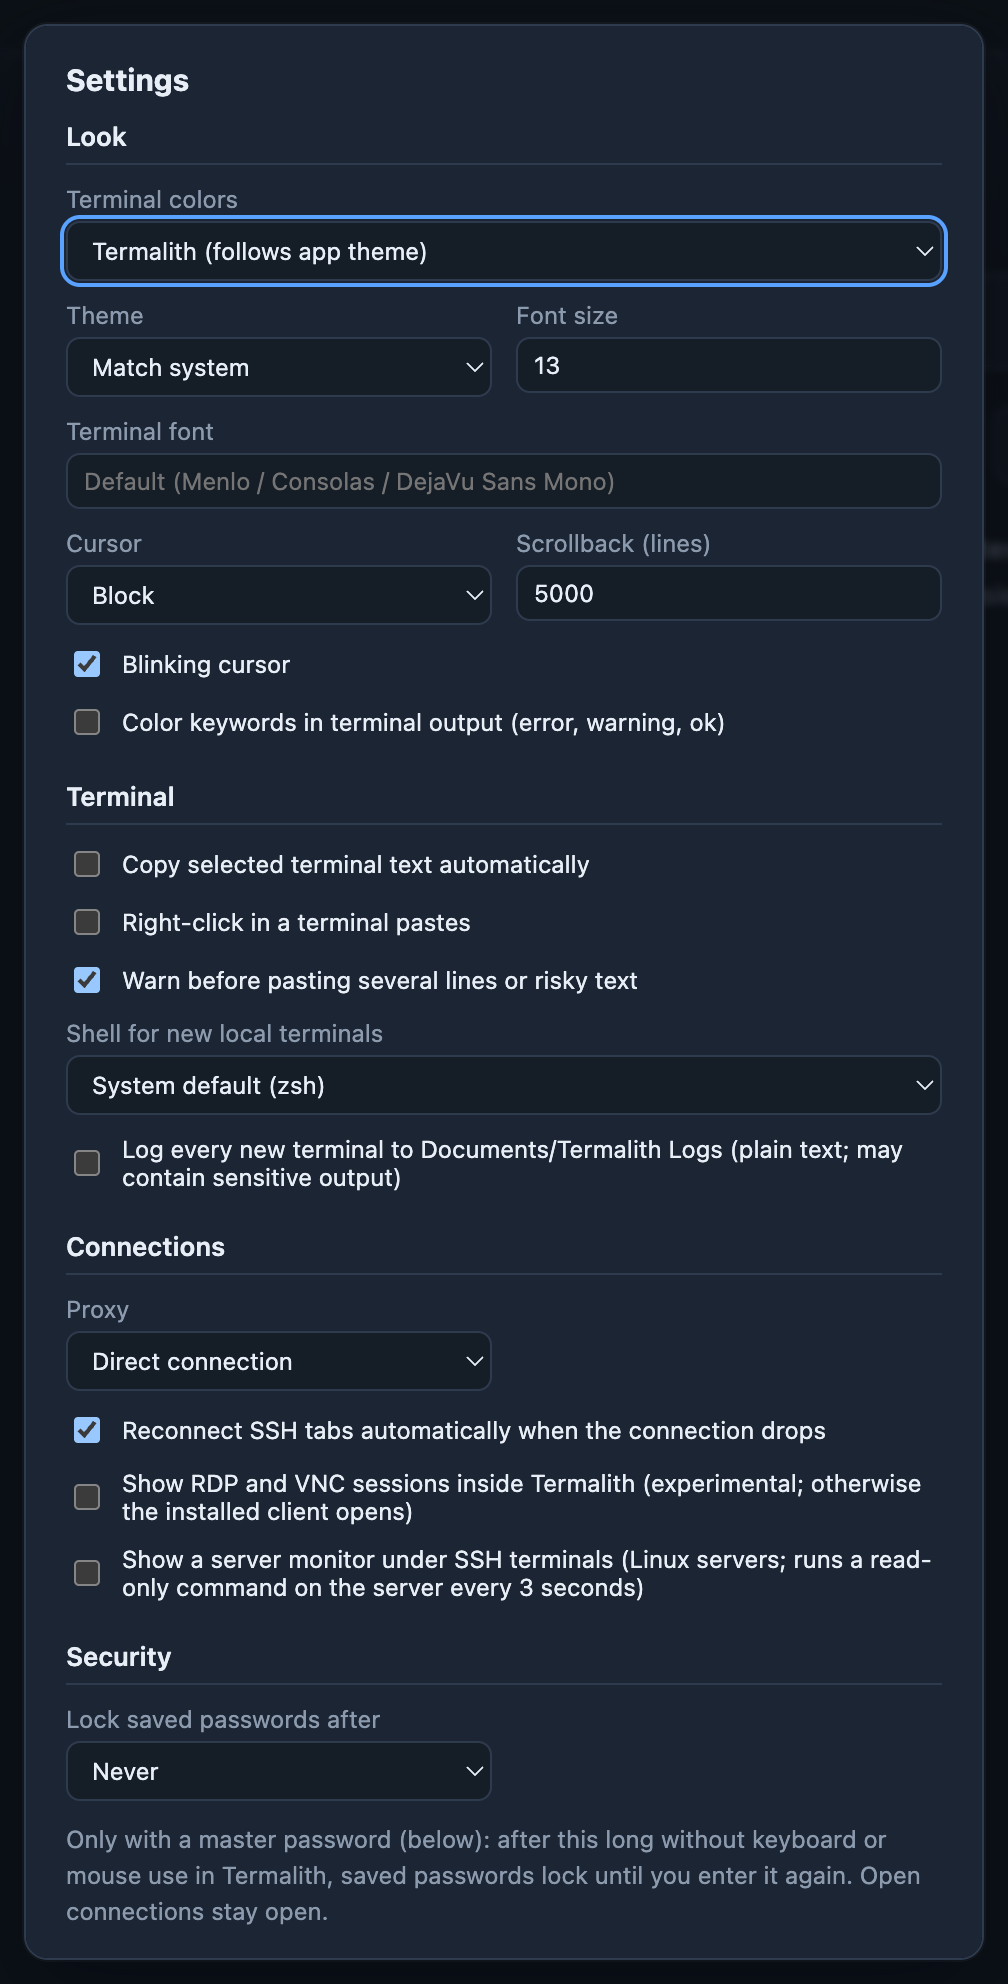 Settings
Look
Terminal colors
Termalith (follows app theme)
Theme
Font size
Match system
13
Terminal font
Default (Menlo / Consolas / DejaVu Sans Mono)
Cursor
Scrollback (lines)
Block
5000
Blinking cursor
Color keywords in terminal output (error, warning, ok)
Terminal
Copy selected terminal text automatically
Right-click in a terminal pastes
Warn before pasting several lines or risky text
Shell for new local terminals
System default (zsh)
Log every new terminal to Documents/Termalith Logs (plain text; may
contain sensitive output)
Connections
Proxy
Direct connection
Reconnect SSH tabs automatically when the connection drops
Show RDP and VNC sessions inside Termalith (experimental; otherwise
the installed client opens)
Show a server monitor under SSH terminals (Linux servers; runs a read-
only command on the server every 3 seconds)
Security
Lock saved passwords after
Never
Only with a master password (below): after this long without keyboard or
mouse use in Termalith, saved passwords lock until you enter it again. Open
connections stay open.